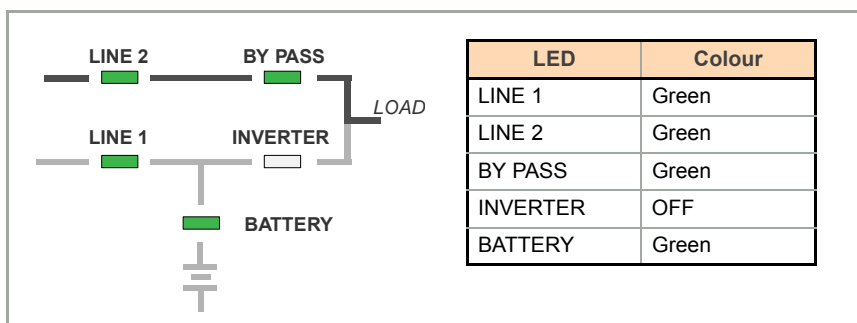 LINE 2 BY PASS
LOAD
LINE 1 INVERTER
BATTERY
LED Colour
LINE 1 Green
LINE 2 Green
BY PASS Green
INVERTER OFF
BATTERY Green